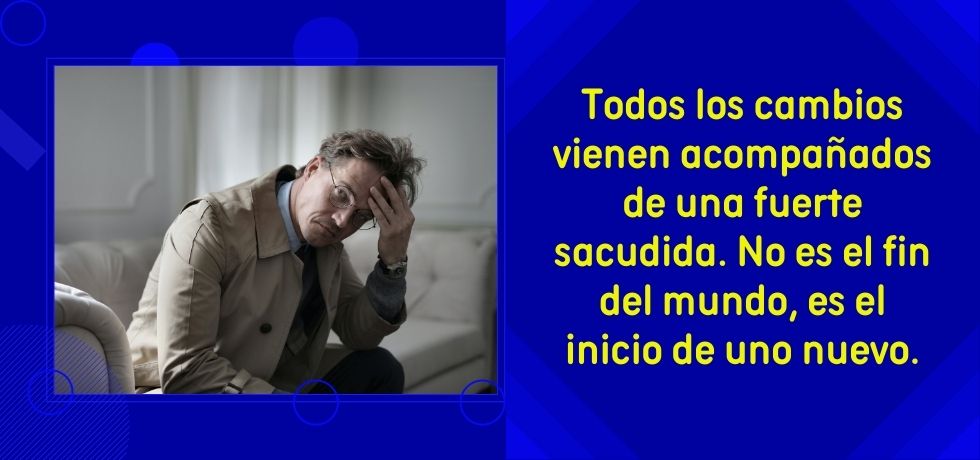 Todos los cambios
vienen acompañados
de una fuerte
sacudida. No es el fin
del mundo, es el
inicio de uno nuevo.